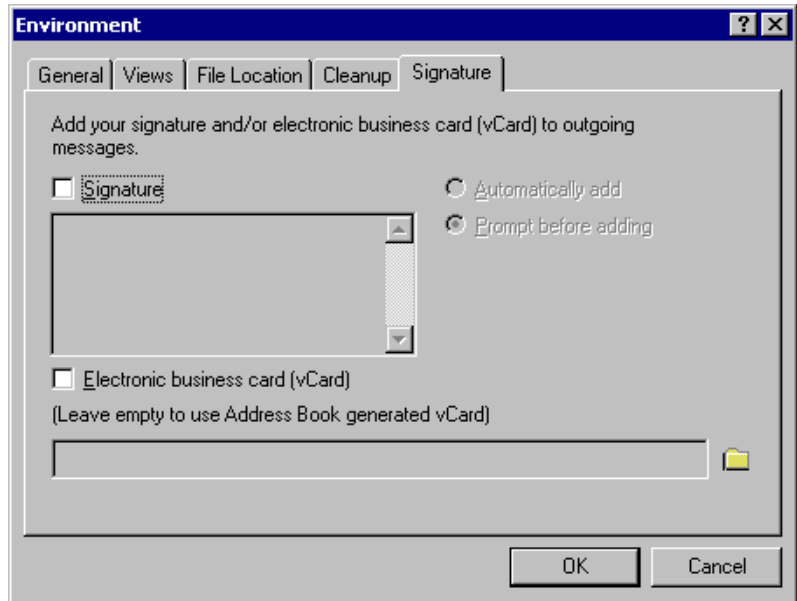 Environment
General Views File Location Cleanup Signature
Add your signature and/or electronic business card (vCard) to outgoing
messages.
Signature
Automatically add
Prompt before adding
Electronic business card (vCard)
(Leave empty to use Address Book generated vCard)
OK Cancel